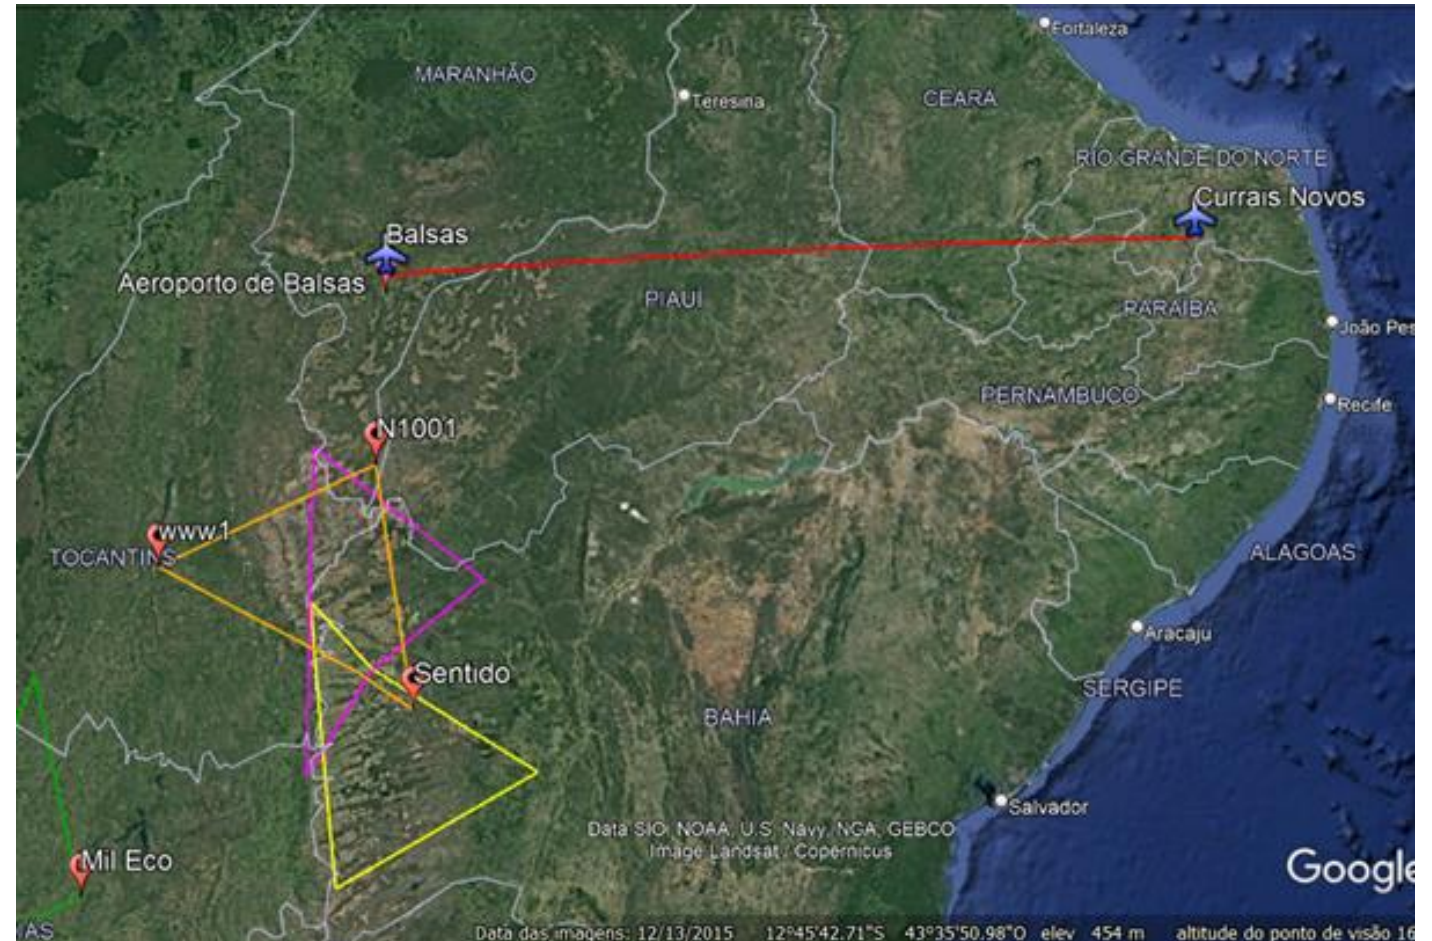 Fortaleza
MARANHÃO
Teresina
CEARA
RIO GRANDE DO NORTE
Currais Novos
Balsas
Aeroporto de Balsas
PIAUÍ
PARAIBA
João Pes
PERNAMBUCO
Recife
N1001
www1
TOCANTINS
ALAGOAS
Aracaju
Sentido
SERGIPE
BAHIA
Salvador
Data SIO, NOAA, U.S. Navy, NGA, GEBCO
Image Landsat / Copernicus
Mil Eco
Google
IAS
Data das imagens: 12/13/2015 12°45'42.71"S 43°35'50.98"O elev 454 m altitude do ponto de visão 16